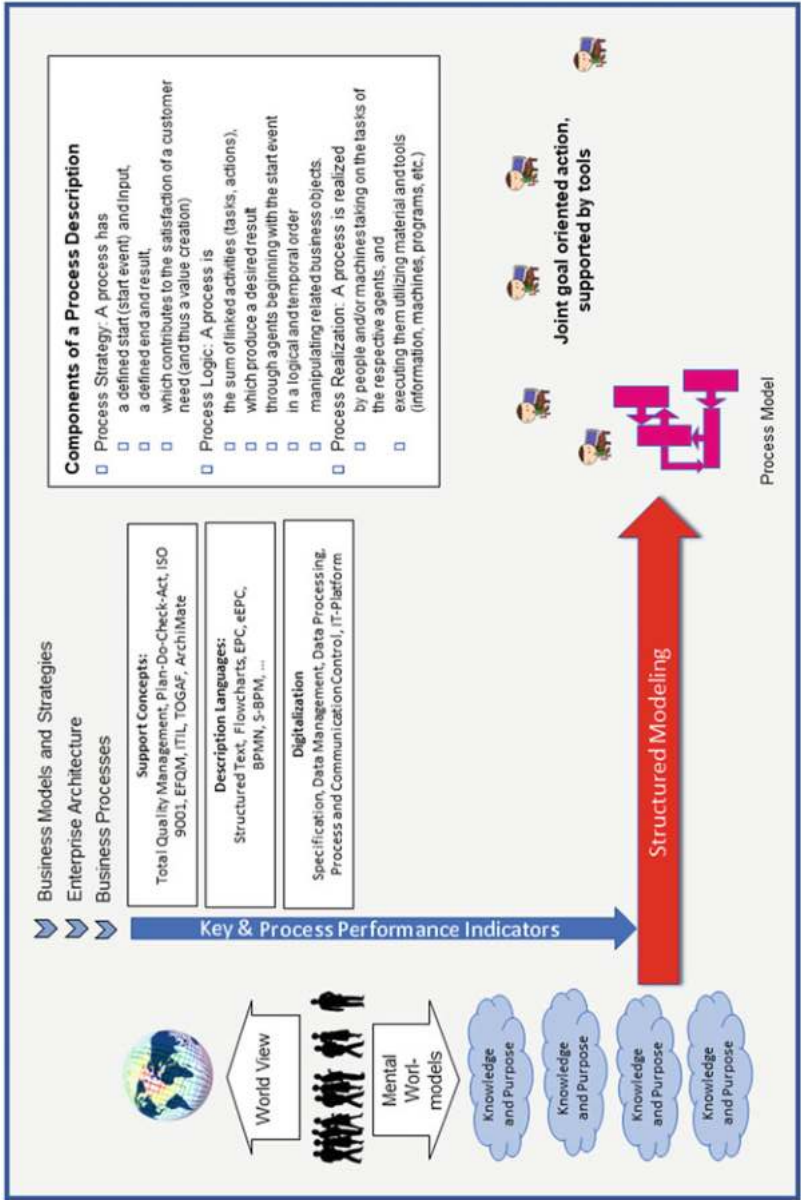 Business Models and Strategies
Enterprise Architecture
Business Processes
World View
Mental
Worl-
models
Knowledge
and Purpose
Knowledge
and Purpose
Knowledge
and Purpose
Knowledge
and Purpose
Key & Process Performance Indicators
Support Concepts:
Total Quality Management, Plan-Do-Check-Act, ISO
9001, EFQM, ITIL, TOGAF, ArchiMate
Description Languages:
Structured Text, Flowcharts, EPC, eEPC,
BPMN, S-BPM, ...
Digitalization
Specification, Data Management, Data Processing,
Process and Communication Control, IT-Platform
Components of a Process Description
Process Strategy: A process has
a defined start (start event) and input,
a defined end and result,
which contributes to the satisfaction of a customer
need (and thus a value creation)
Process Logic: A process is
the sum of linked activities (tasks, actions),
which produce a desired result
through agents beginning with the start event
in a logical and temporal order
manipulating related business objects.
Process Realization: A process is realized
by people and/or machines taking on the tasks of
the respective agents, and
executing them utilizing material and tools
(information, machines, programs, etc.)
Joint goal oriented action,
supported by tools
Structured Modeling
Process Model